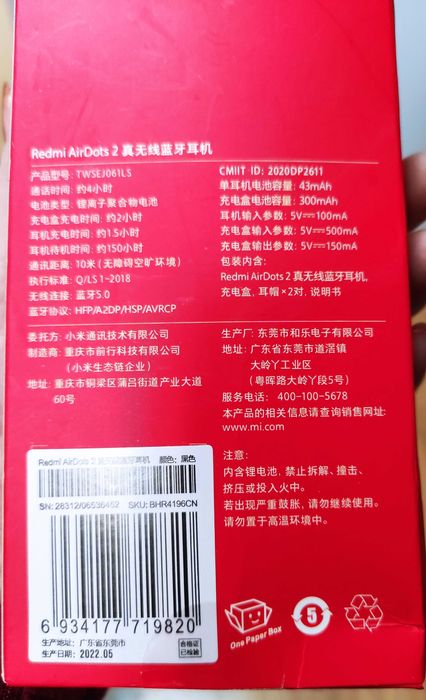 Redmi AirDots 2 真无线蓝牙耳机
产品型号: TWSEJ061LS
通话时间: 约4小时
电池类型: 锂离子聚合物电池
充电盒充电时间: 约2小时
耳机充电时间: 约1.5小时
耳机待机时间: 约150小时
通讯距离: 10米 (无障碍空旷环境)
执行标准: Q/LS 1-2018
无线连接: 蓝牙5.0
蓝牙协议: HFP/A2DP/HSP/AVRCP
CMIIT ID: 2020DP2611
单耳机电池容量: 43mAh
充电盒电池容量: 300mAh
耳机输入参数: 5V⎓100mA
充电盒输入参数: 5V⎓500mA
充电盒输出参数: 5V⎓150mA
包装内含:
Redmi AirDots 2 真无线蓝牙耳机,
充电盒, 耳帽×2对, 说明书
委托方: 小米通讯技术有限公司
制造商: 重庆市前行科技有限公司
(小米生态链企业)
地址: 重庆市铜梁区蒲吕街道产业大道
60号
生产厂: 东莞市和乐电子有限公司
地址: 广东省东莞市道滘镇
大岭丫工业区
(粤晖路大岭丫段5号)
服务电话: 400-100-5678
本产品的相关信息请查询销售网址:
www.mi.com
Redmi AirDots 2 真无线蓝牙耳机 颜色: 黑色
SN: 28312/06536452 SKU: BHR4196CN
6 934177 719820
生产地: 广东省东莞市
生产日期: 2022.05
合格证
已检验
注意:
内含锂电池, 禁止拆解、撞击、
挤压或投入火中。
若出现严重鼓胀, 请勿继续使用。
请勿置于高温环境中。
One Paper Box
5